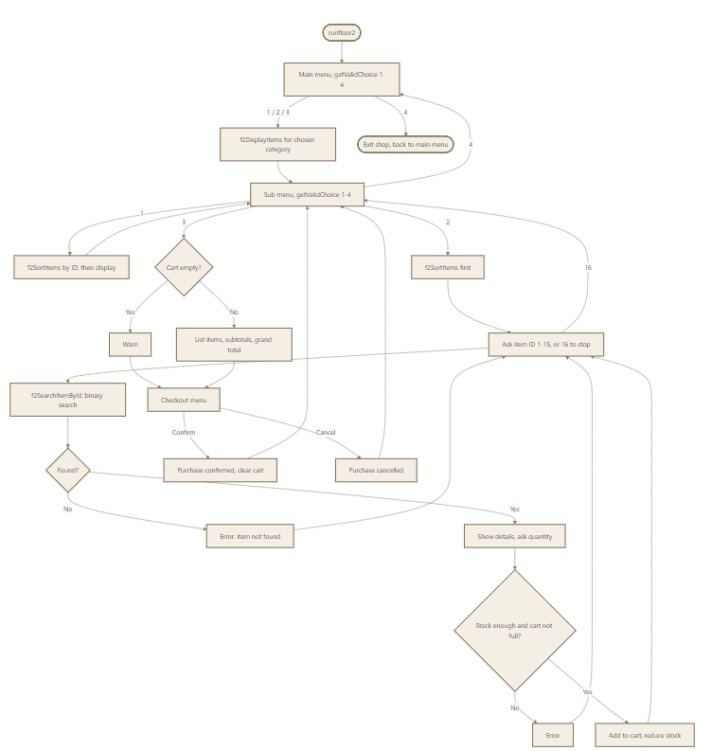 runfloor2
Main menu, getValidChoice 1-
4
1 / 2 / 3
4
f2DisplayItems for chosen
category
Exit shop, back to main menu
4
Sub menu, getValidChoice 1-4
1
3
2
f2SortItems by ID, then display
Cart empty?
f2SortItems first
16
Yes
No
Warn
List items, subtotals, grand
total
Ask item ID 1-15, or 16 to stop
f2SearchItemById: binary
search
Checkout menu
Confirm
Cancel
Found?
Purchase confirmed, clear cart
Purchase cancelled
No
Yes
Error: item not found
Show details, ask quantity
Stock enough and cart not
full?
Yes
No
Error
Add to cart, reduce stock